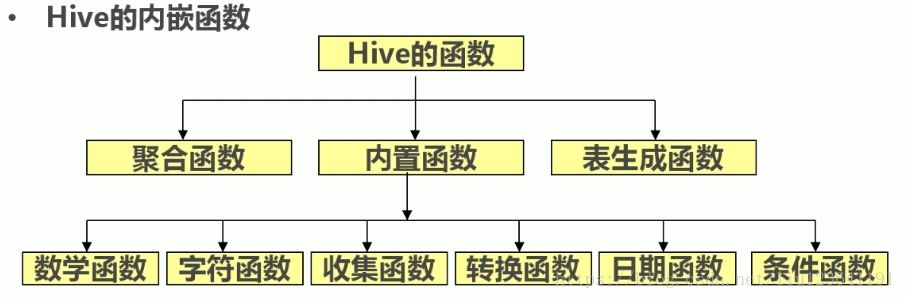 • Hive的内嵌函数
Hive的函数
聚合函数 内置函数 表生成函数
数学函数 字符函数 收集函数 转换函数 日期函数 条件函数